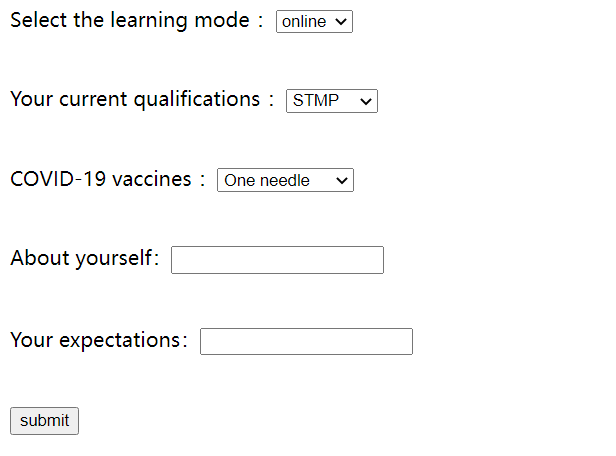 Select the learning mode： online
Your current qualifications： STMP
COVID-19 vaccines： One needle
About yourself：
Your expectations：
submit